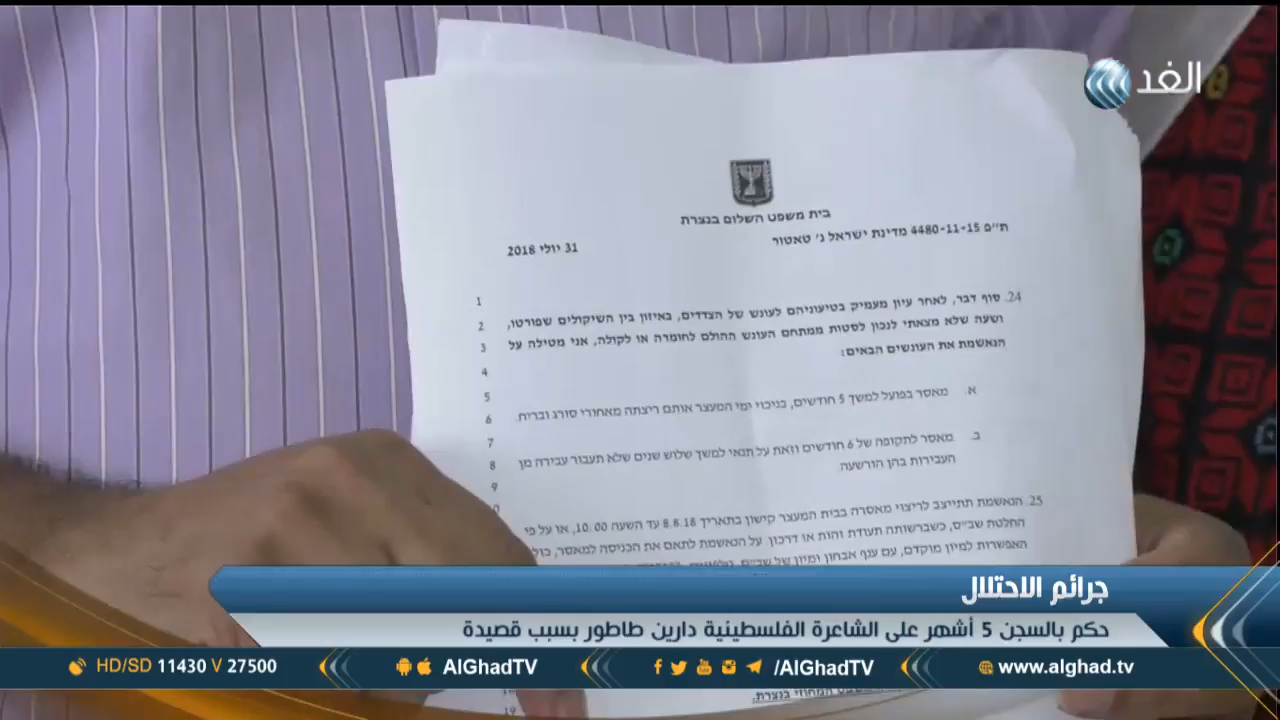 الغد
בית משפט השלום בנצרת
ת"פ 4480-11-15 מדינת ישראל נ' טאטור
31 יולי 2018
1
.24 סוף דבר, לאחר עיון מעמיק בטיעוניהם לעונש של הצדדים, באיזון בין השיקולים שפורטו,
2
ושעה שלא מצאתי לנכון לסטות ממתחם העונש ההולם לחומרה או לקולה, אני מטילה על
3
הנאשמת את העונשים הבאים:
4
5
א. מאסר בפועל למשך 5 חודשים, בניכוי ימי המעצר אותם ריצתה מאחורי סורג ובריח.
6
7
ב. מאסר לתקופה של 6 חודשים וזאת על תנאי למשך שלוש שנים שלא תעבור עבירה מן
8
העבירות בהן הורשעה.
9
.25 הנאשמת תתייצב לריצוי מאסרה בבית המעצר קישון בתאריך 8.8.18 עד השעה 10:00, או על פי
החלטת שב"ס, כשברשותה תעודת זהות או דרכון. על הנאשמת לתאם את הכניסה למאסר, כולל
האפשרות למיון מוקדם, עם ענף אבחון ומיון של שב"ס,
המחוזי בנצרת.
19
جرائم الاحتلال
حكم بالسجن 5 أشهر على الشاعرة الفلسطينية دارين طاطور بسبب قصيدة
HD/SD 11430 V 27500
AlGhadTV
/AlGhadTV
www.alghad.tv